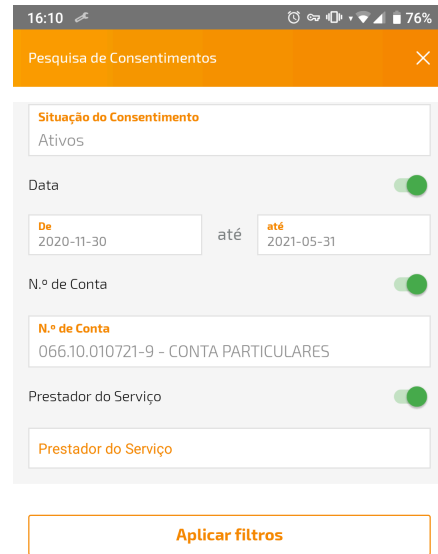 16:10 76%
Pesquisa de Consentimentos
Situação do Consentimento
Ativos
Data
De
2020-11-30
até
até
2021-05-31
N.º de Conta
N.º de Conta
066.10.010721-9 - CONTA PARTICULARES
Prestador do Serviço
Prestador do Serviço
Aplicar filtros